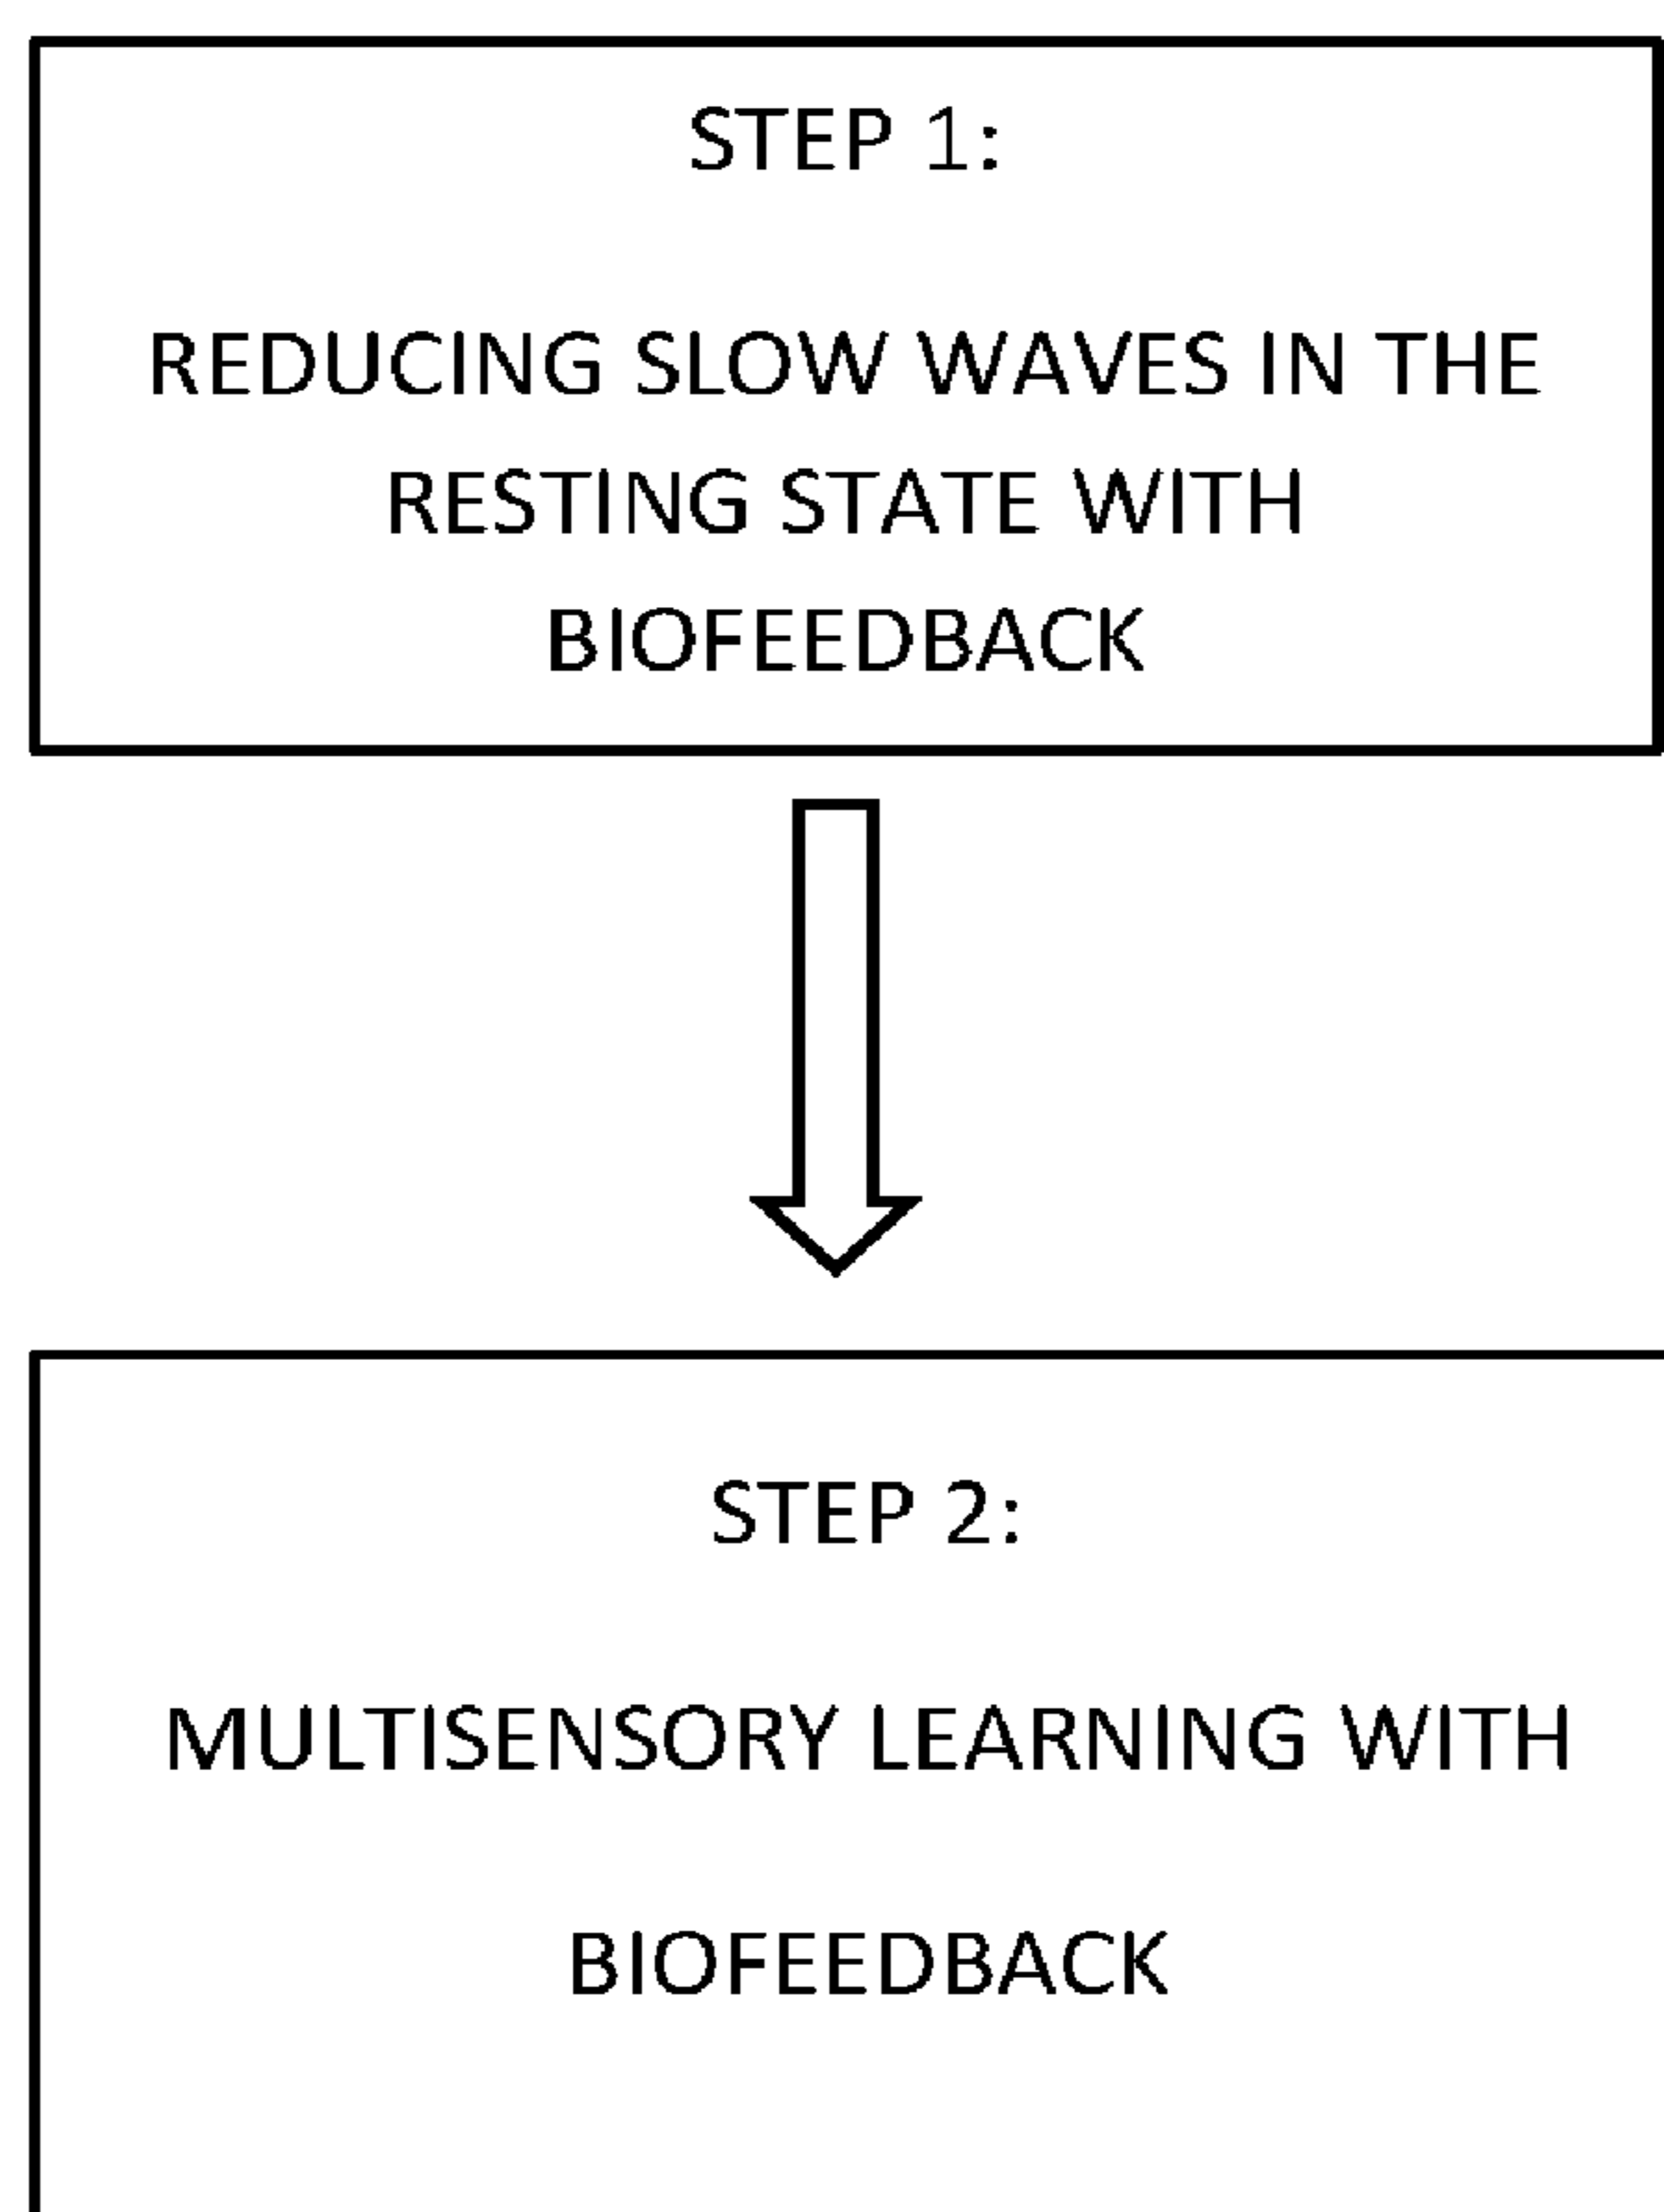 STEP 1:
REDUCING SLOW WAVES IN THE
RESTING STATE WITH
BIOFEEDBACK
STEP 2:
MULTISENSORY LEARNING WITH
BIOFEEDBACK